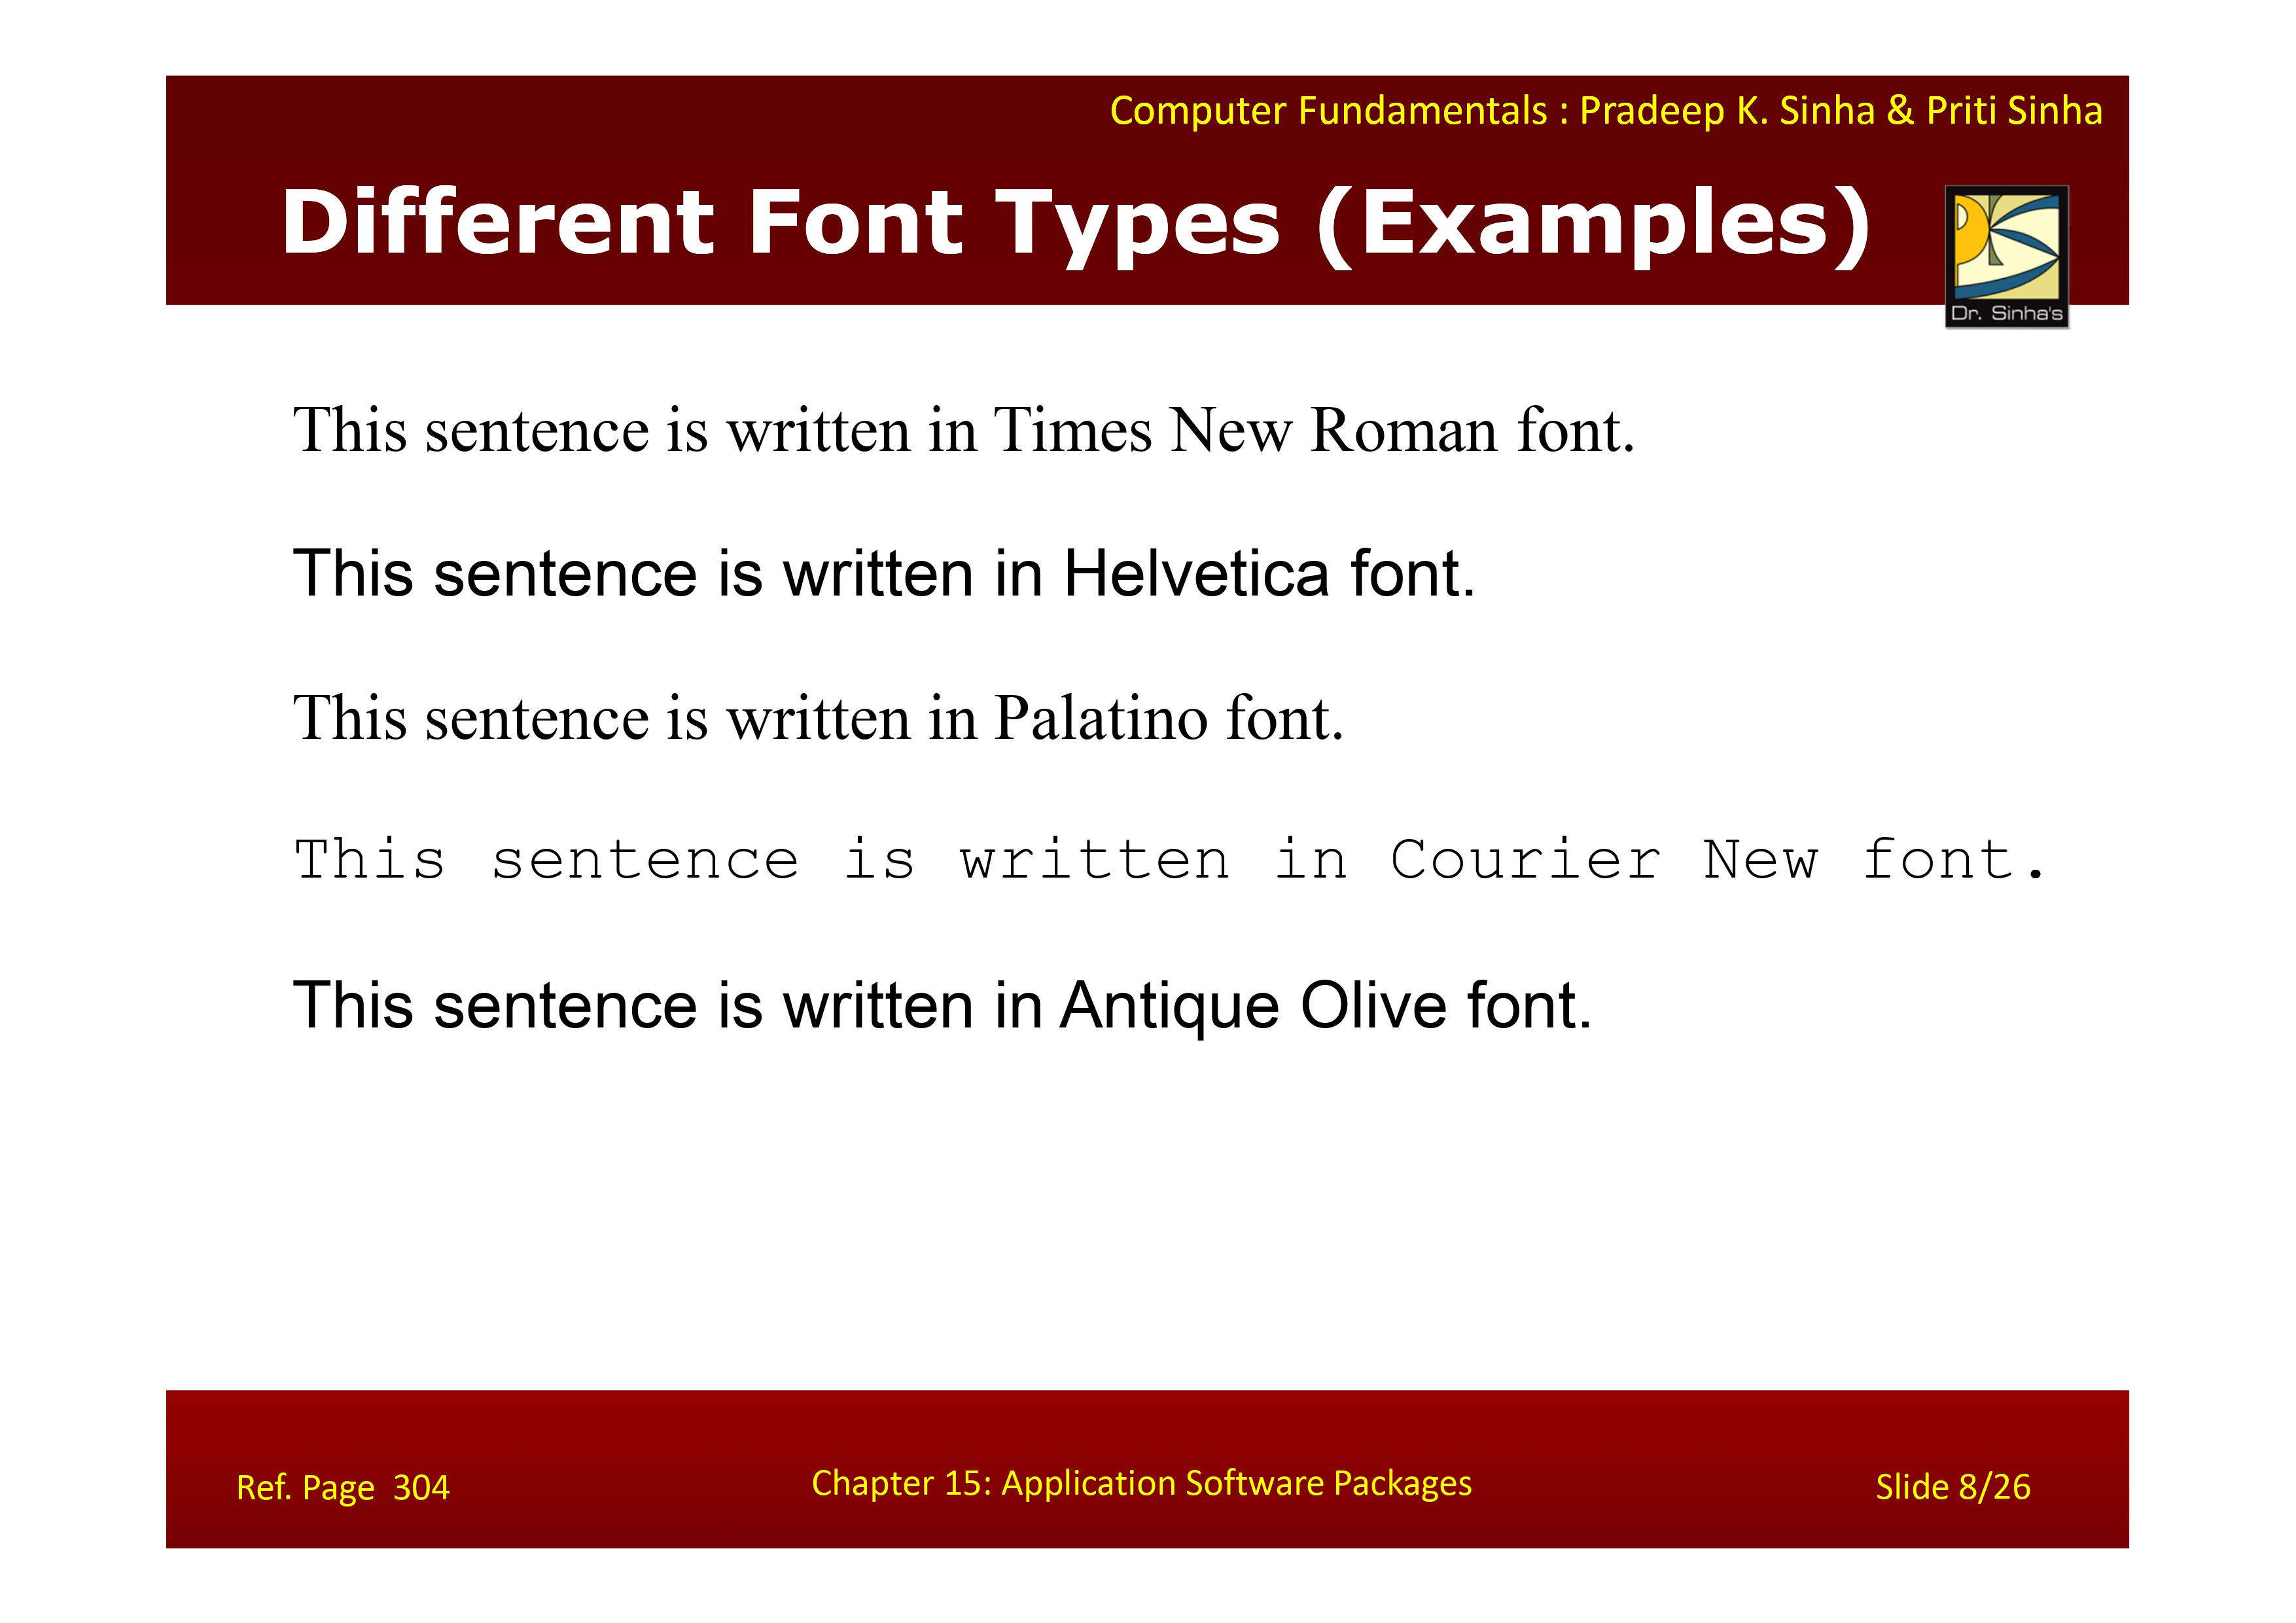 Computer Fundamentals : Pradeep K. Sinha & Priti Sinha
Different Font Types (Examples)
Dr. Sinha's
This sentence is written in Times New Roman font.
This sentence is written in Helvetica font.
This sentence is written in Palatino font.
This sentence is written in Courier New font.
This sentence is written in Antique Olive font.
Ref. Page 304
Chapter 15: Application Software Packages
Slide 8/26